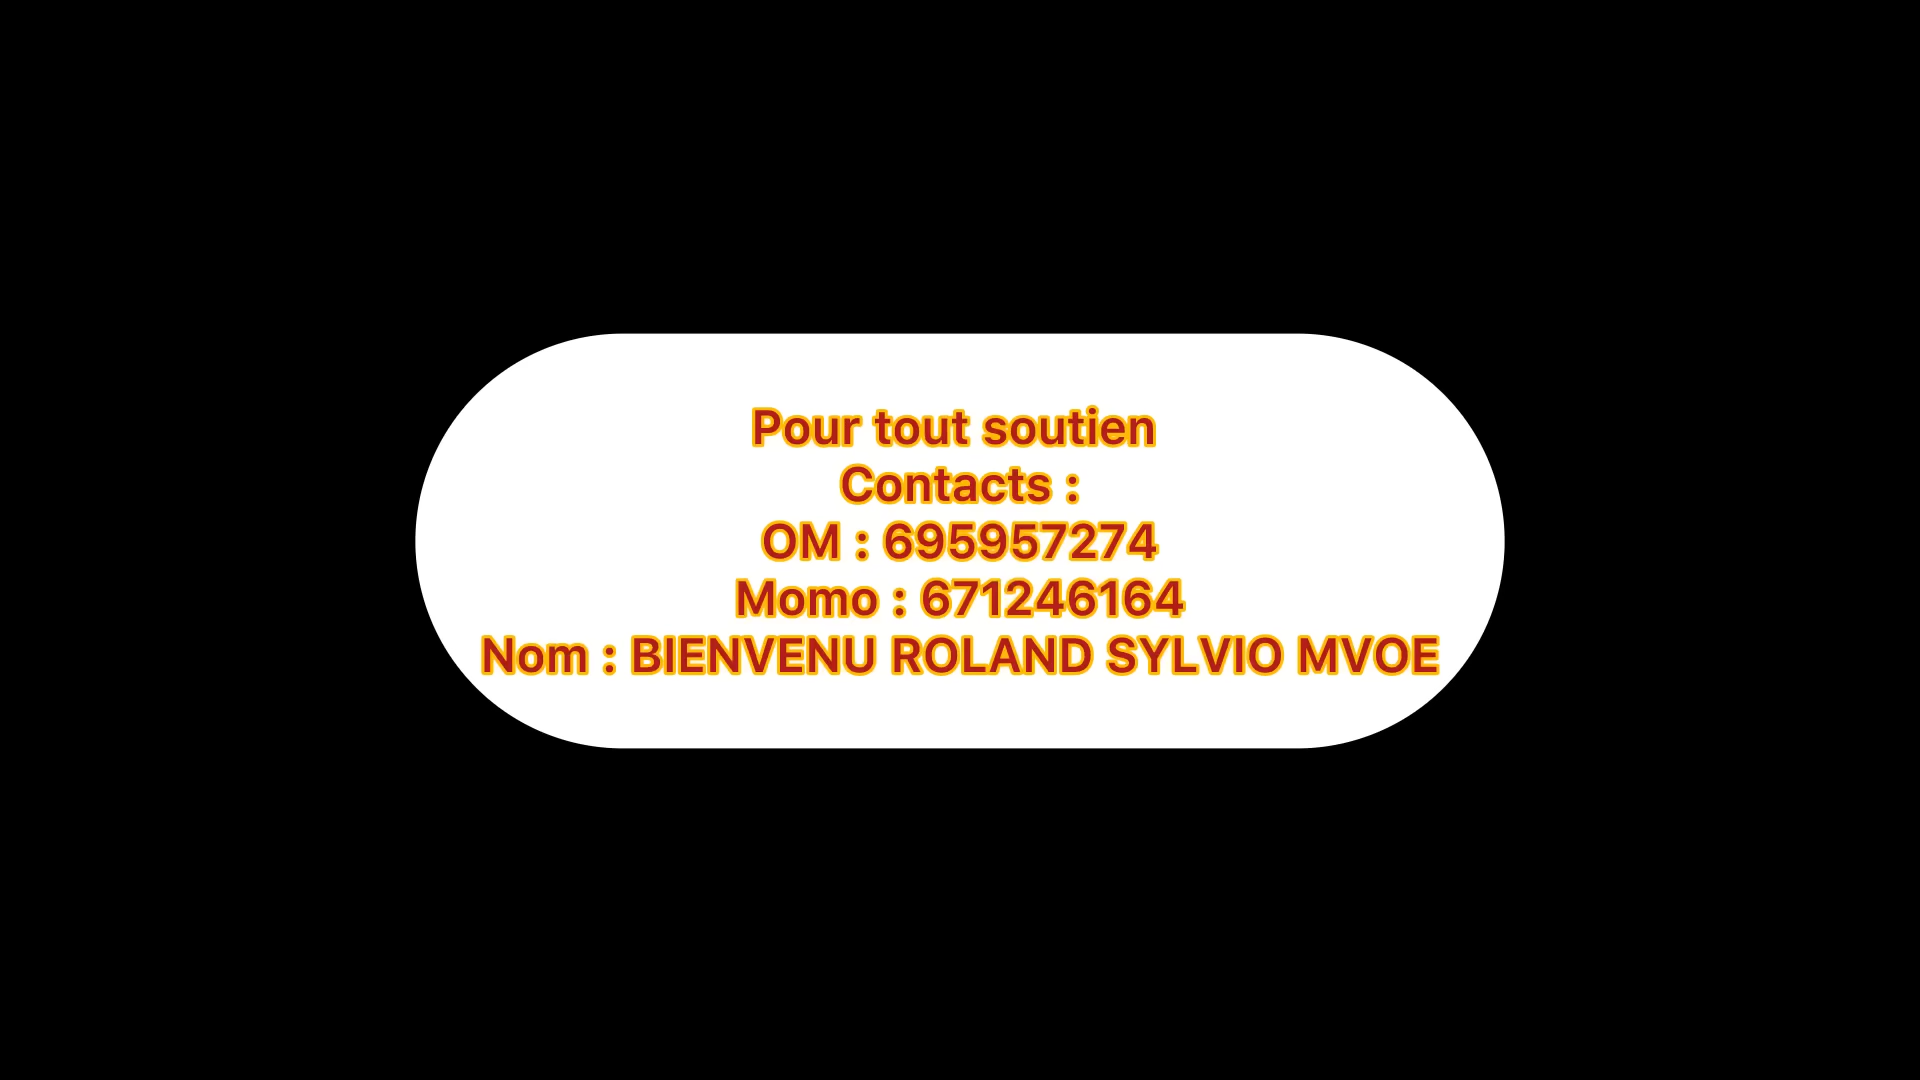 Pour tout soutien
Contacts :
OM : 695957274
Momo : 671246164
Nom : BIENVENU ROLAND SYLVIO MVOE